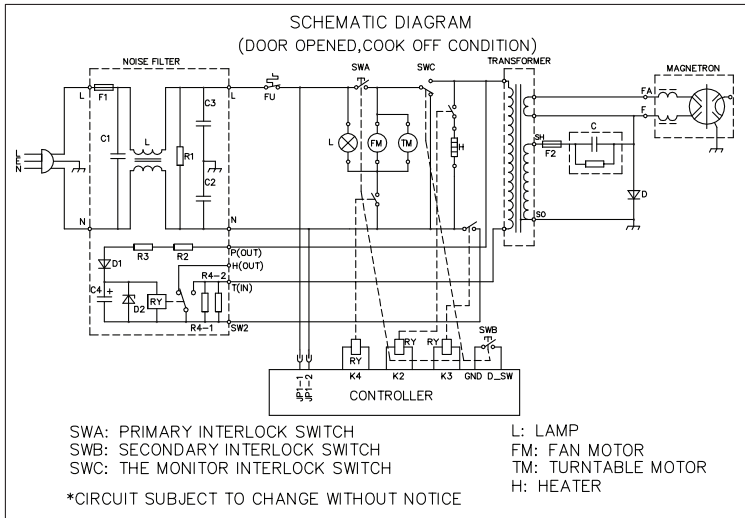 SCHEMATIC DIAGRAM
(DOOR OPENED,COOK OFF CONDITION)
NOISE FILTER
SWA
SWC
TRANSFORMER
MAGNETRON
L
F1
L
FU
C3
C1
L
R1
C2
L
FM
TM
H
FA
F
SH
F2
C
D
SO
L
E
N
N
N
R3
R2
P(OUT)
D1
H(OUT)
R4-2
T(IN)
C4
+
D2
RY
R4-1
SW2
RY
RY
RY
SWB
JP1-1
JP1-2
K4
K2
K3
GND
D_SW
CONTROLLER
SWA: PRIMARY INTERLOCK SWITCH
SWB: SECONDARY INTERLOCK SWITCH
SWC: THE MONITOR INTERLOCK SWITCH
L: LAMP
FM: FAN MOTOR
TM: TURNTABLE MOTOR
H: HEATER
*CIRCUIT SUBJECT TO CHANGE WITHOUT NOTICE